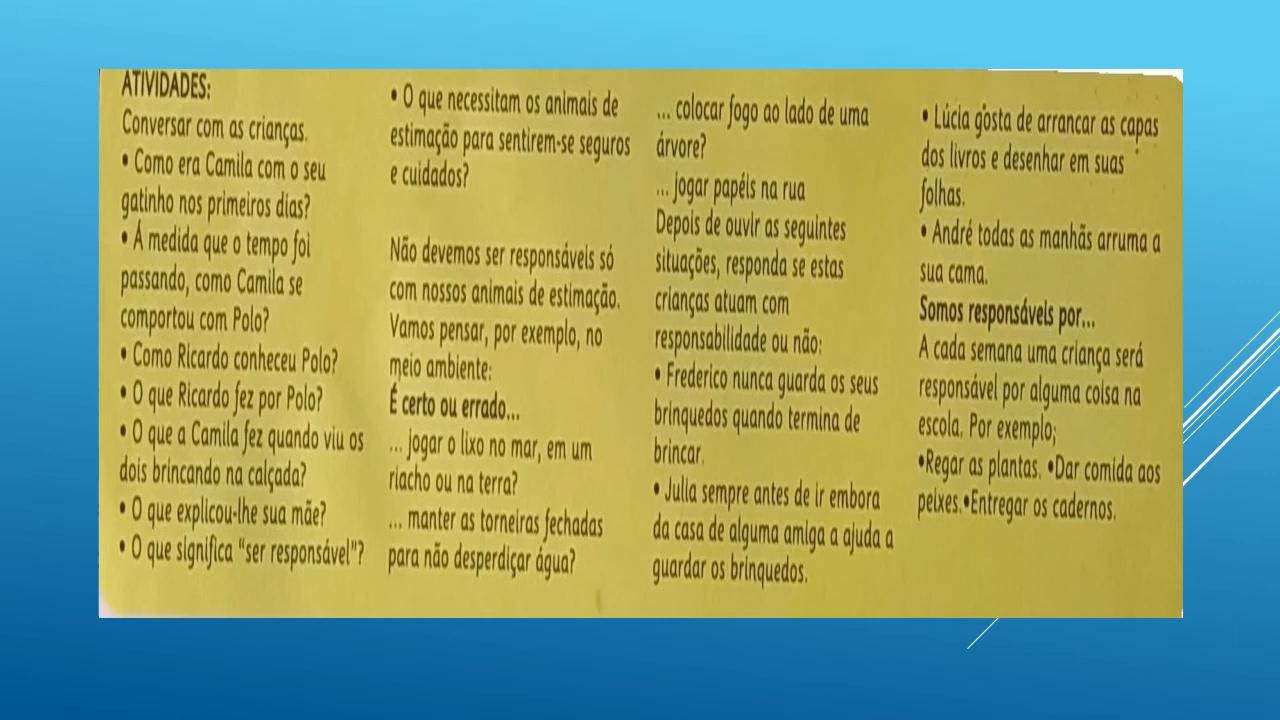 ATIVIDADES:
Conversar com as crianças.
• Como era Camila com o seu
gatinho nos primeiros dias?
• À medida que o tempo foi
passando, como Camila se
comportou com Polo?
• Como Ricardo conheceu Polo?
• O que Ricardo fez por Polo?
• O que a Camila fez quando viu os
dois brincando na calçada?
• O que explicou-lhe sua mãe?
• O que significa "ser responsável"?
• O que necessitam os animais de
estimação para sentirem-se seguros
e cuidados?
Não devemos ser responsáveis só
com nossos animais de estimação.
Vamos pensar, por exemplo, no
meio ambiente:
É certo ou errado...
... jogar o lixo no mar, em um
riacho ou na terra?
... manter as torneiras fechadas
para não desperdiçar água?
... colocar fogo ao lado de uma
árvore?
... jogar papéis na rua
Depois de ouvir as seguintes
situações, responda se estas
crianças atuam com
responsabilidade ou não:
• Frederico nunca guarda os seus
brinquedos quando termina de
brincar.
• Julia sempre antes de ir embora
da casa de alguma amiga a ajuda a
guardar os brinquedos.
• Lúcia gosta de arrancar as capas
dos livros e desenhar em suas
folhas.
• André todas as manhãs arruma a
sua cama.
Somos responsáveis por...
A cada semana uma criança será
responsável por alguma coisa na
escola. Por exemplo;
•Regar as plantas. •Dar comida aos
peixes.•Entregar os cadernos.